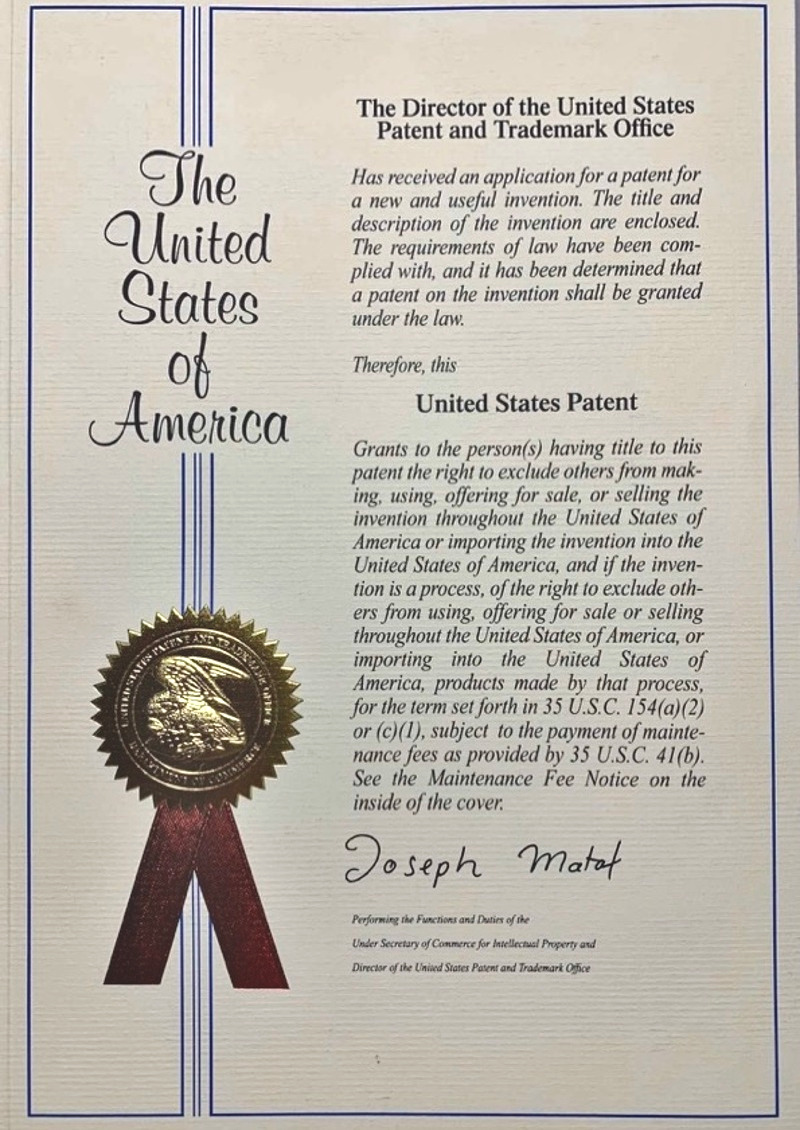 The
United
States
of
America
UNITED STATES PATENT AND TRADEMARK OFFICE
DEPARTMENT OF COMMERCE
The Director of the United States
Patent and Trademark Office
Has received an application for a patent for
a new and useful invention. The title and
description of the invention are enclosed.
The requirements of law have been com-
plied with, and it has been determined that
a patent on the invention shall be granted
under the law.
Therefore, this
United States Patent
Grants to the person(s) having title to this
patent the right to exclude others from mak-
ing, using, offering for sale, or selling the
invention throughout the United States of
America or importing the invention into the
United States of America, and if the inven-
tion is a process, of the right to exclude oth-
ers from using, offering for sale or selling
throughout the United States of America, or
importing into the United States of
America, products made by that process,
for the term set forth in 35 U.S.C. 154(a)(2)
or (c)(1), subject to the payment of mainte-
nance fees as provided by 35 U.S.C. 41(b).
See the Maintenance Fee Notice on the
inside of the cover.
Joseph Matal
Performing the Functions and Duties of the
Under Secretary of Commerce for Intellectual Property and
Director of the United States Patent and Trademark Office